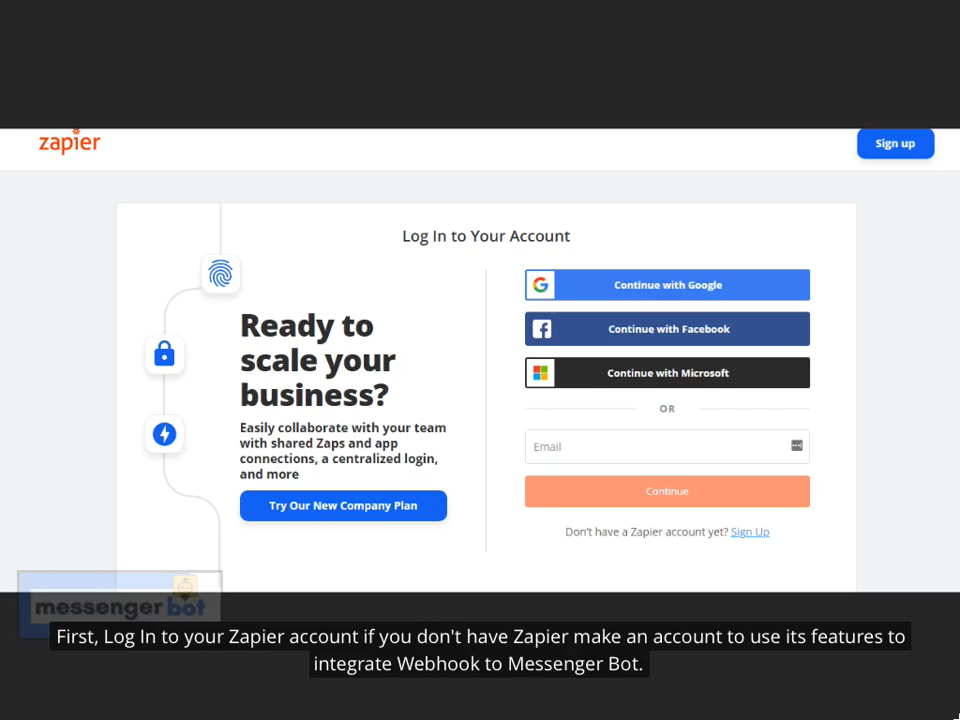 zapier
Sign up
Log In to Your Account
Ready to
scale your
business?
Easily collaborate with your team
with shared Zaps and app
connections, a centralized login,
and more
Try Our New Company Plan
Continue with Google
Continue with Facebook
Continue with Microsoft
OR
Email
Continue
Don't have a Zapier account yet? Sign Up
messenger bot
First, Log In to your Zapier account if you don't have Zapier make an account to use its features to
integrate Webhook to Messenger Bot.